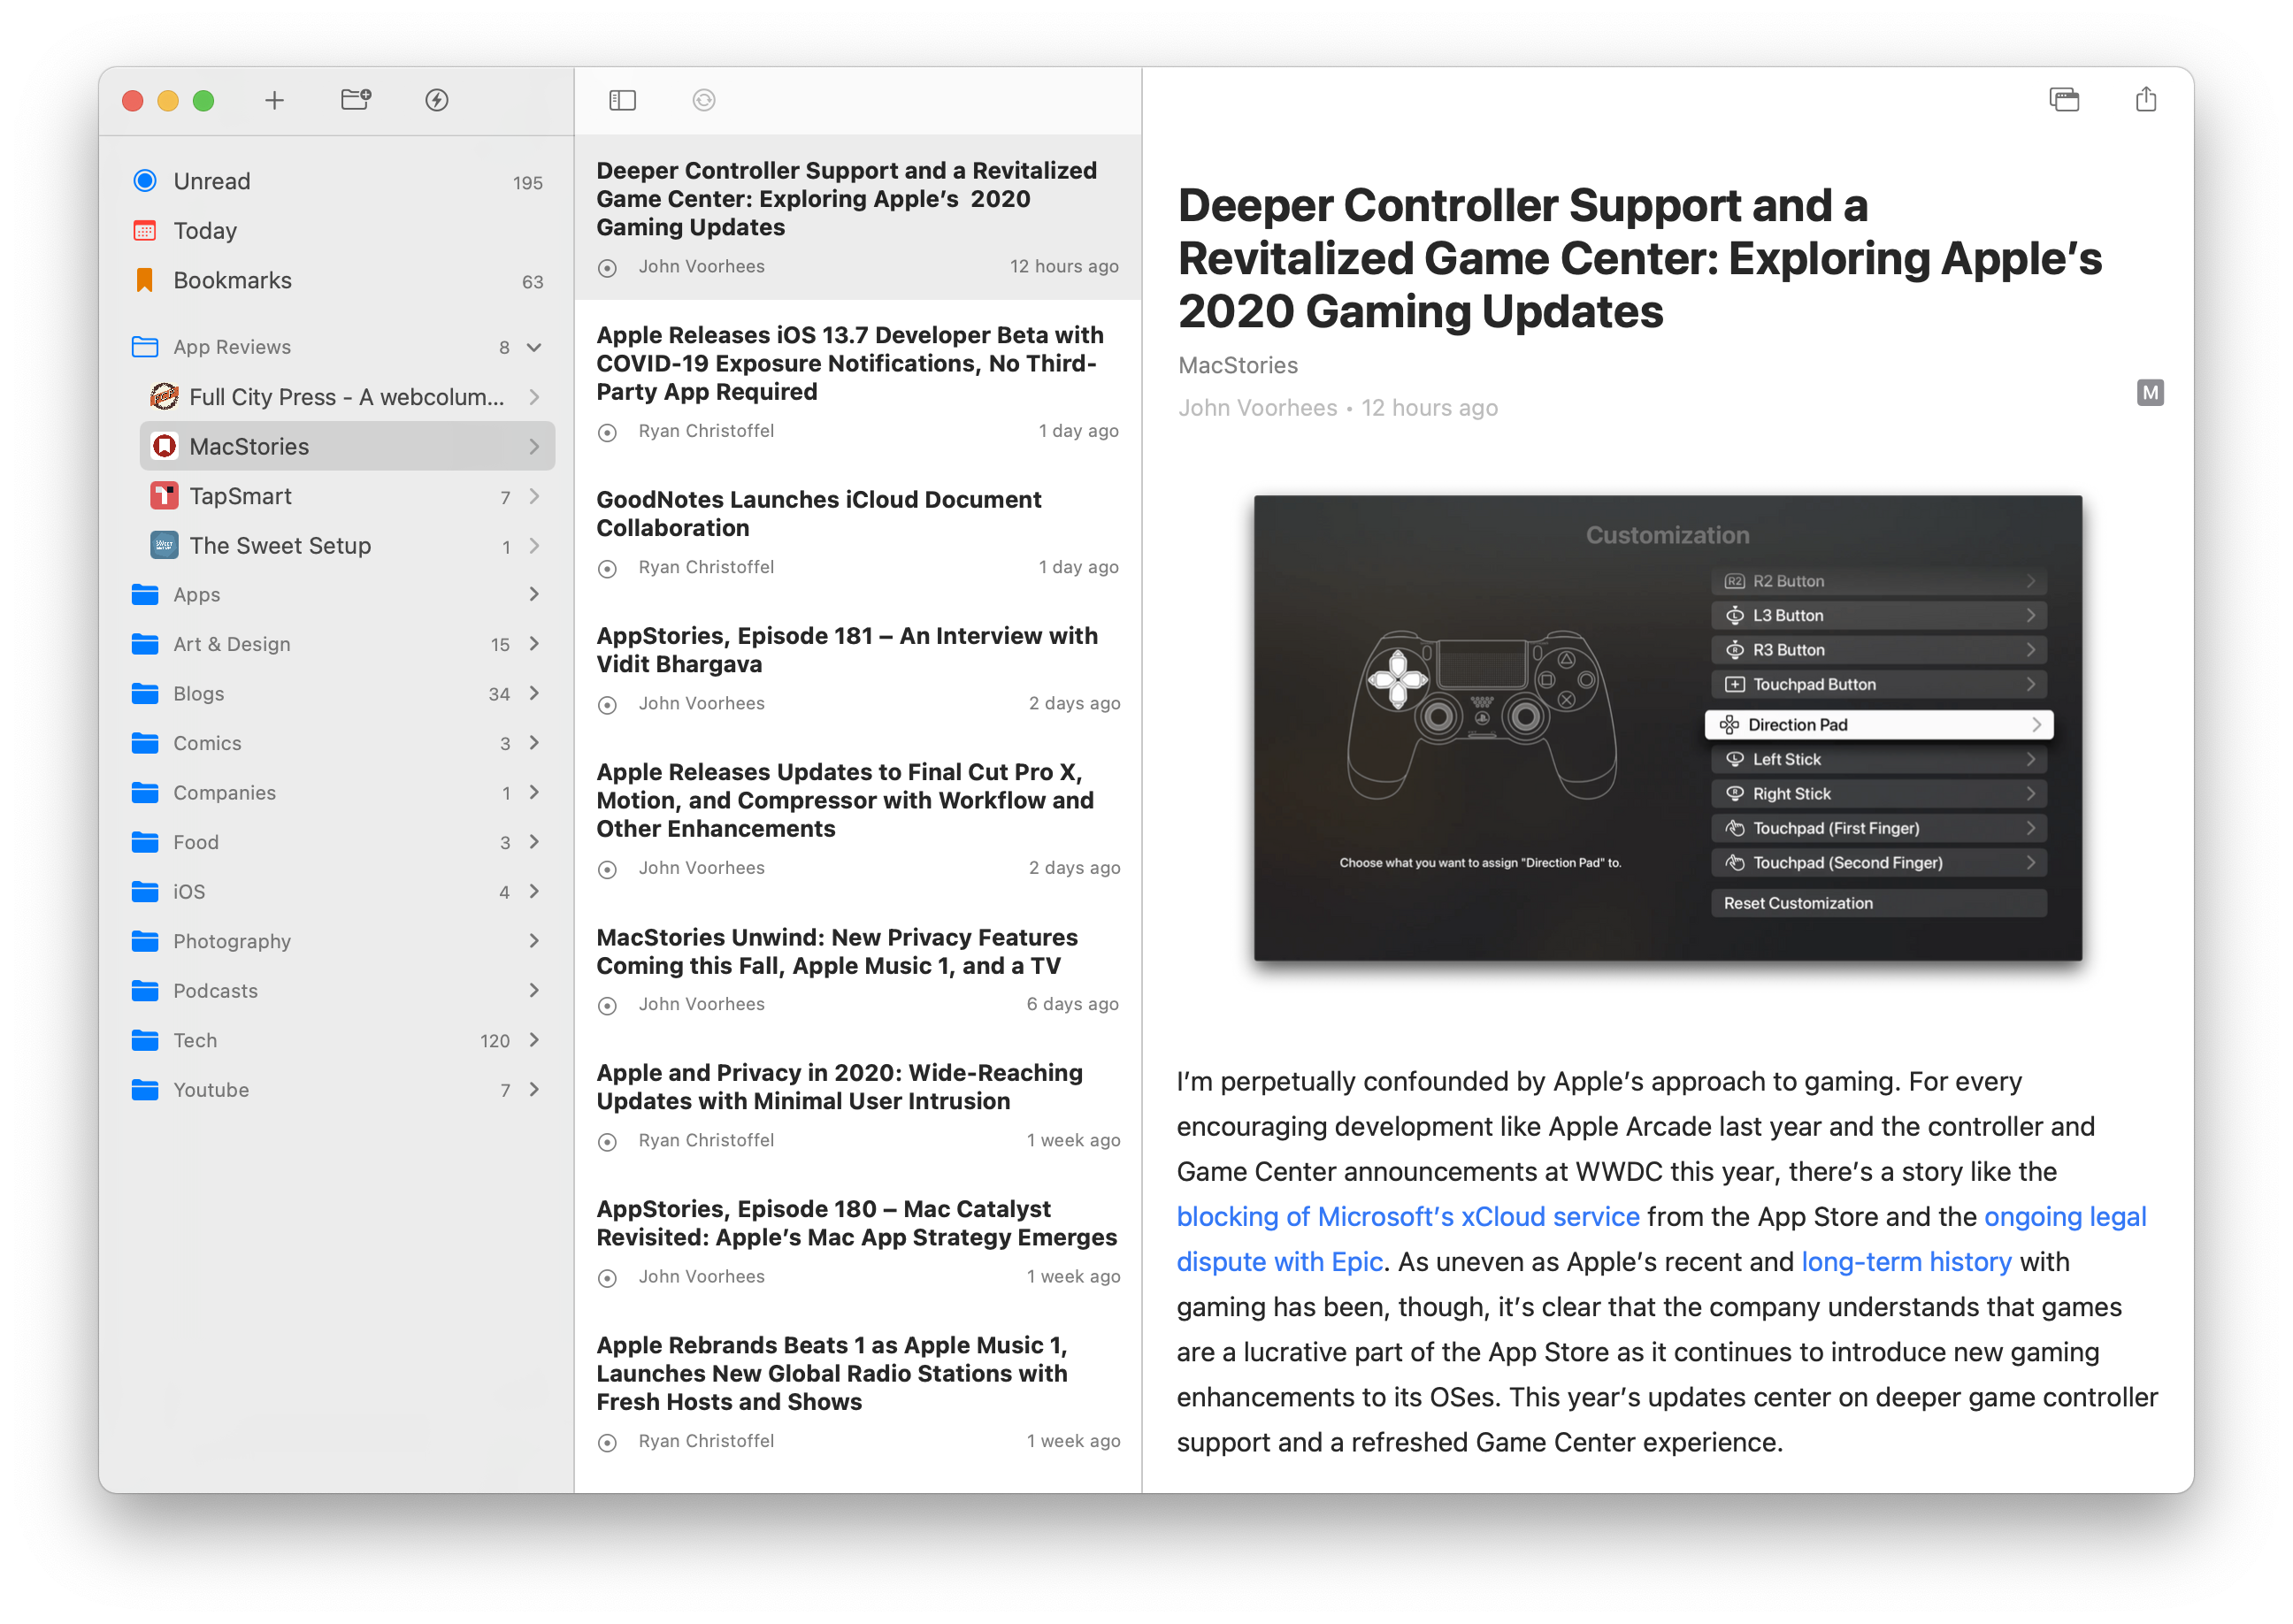 Unread 195
Today
Bookmarks 63
App Reviews 8
Full City Press - A webcolum...
MacStories
TapSmart 7
The Sweet Setup 1
Apps
Art & Design 15
Blogs 34
Comics 3
Companies 1
Food 3
iOS 4
Photography
Podcasts
Tech 120
Youtube 7
Deeper Controller Support and a Revitalized
Game Center: Exploring Apple’s 2020
Gaming Updates
John Voorhees 12 hours ago
Apple Releases iOS 13.7 Developer Beta with
COVID-19 Exposure Notifications, No Third-
Party App Required
Ryan Christoffel 1 day ago
GoodNotes Launches iCloud Document
Collaboration
Ryan Christoffel 1 day ago
AppStories, Episode 181 – An Interview with
Vidit Bhargava
John Voorhees 2 days ago
Apple Releases Updates to Final Cut Pro X,
Motion, and Compressor with Workflow and
Other Enhancements
John Voorhees 2 days ago
MacStories Unwind: New Privacy Features
Coming this Fall, Apple Music 1, and a TV
John Voorhees 6 days ago
Apple and Privacy in 2020: Wide-Reaching
Updates with Minimal User Intrusion
Ryan Christoffel 1 week ago
AppStories, Episode 180 – Mac Catalyst
Revisited: Apple’s Mac App Strategy Emerges
John Voorhees 1 week ago
Apple Rebrands Beats 1 as Apple Music 1,
Launches New Global Radio Stations with
Fresh Hosts and Shows
Ryan Christoffel 1 week ago
Deeper Controller Support and a
Revitalized Game Center: Exploring Apple’s
2020 Gaming Updates
MacStories
M
John Voorhees • 12 hours ago
Customization
R2 R2 Button
L L3 Button
R R3 Button
Touchpad Button
Direction Pad
L Left Stick
R Right Stick
Touchpad (First Finger)
Touchpad (Second Finger)
Reset Customization
Choose what you want to assign "Direction Pad" to.
I’m perpetually confounded by Apple’s approach to gaming. For every
encouraging development like Apple Arcade last year and the controller and
Game Center announcements at WWDC this year, there’s a story like the
blocking of Microsoft’s xCloud service from the App Store and the ongoing legal
dispute with Epic. As uneven as Apple’s recent and long-term history with
gaming has been, though, it’s clear that the company understands that games
are a lucrative part of the App Store as it continues to introduce new gaming
enhancements to its OSes. This year’s updates center on deeper game controller
support and a refreshed Game Center experience.